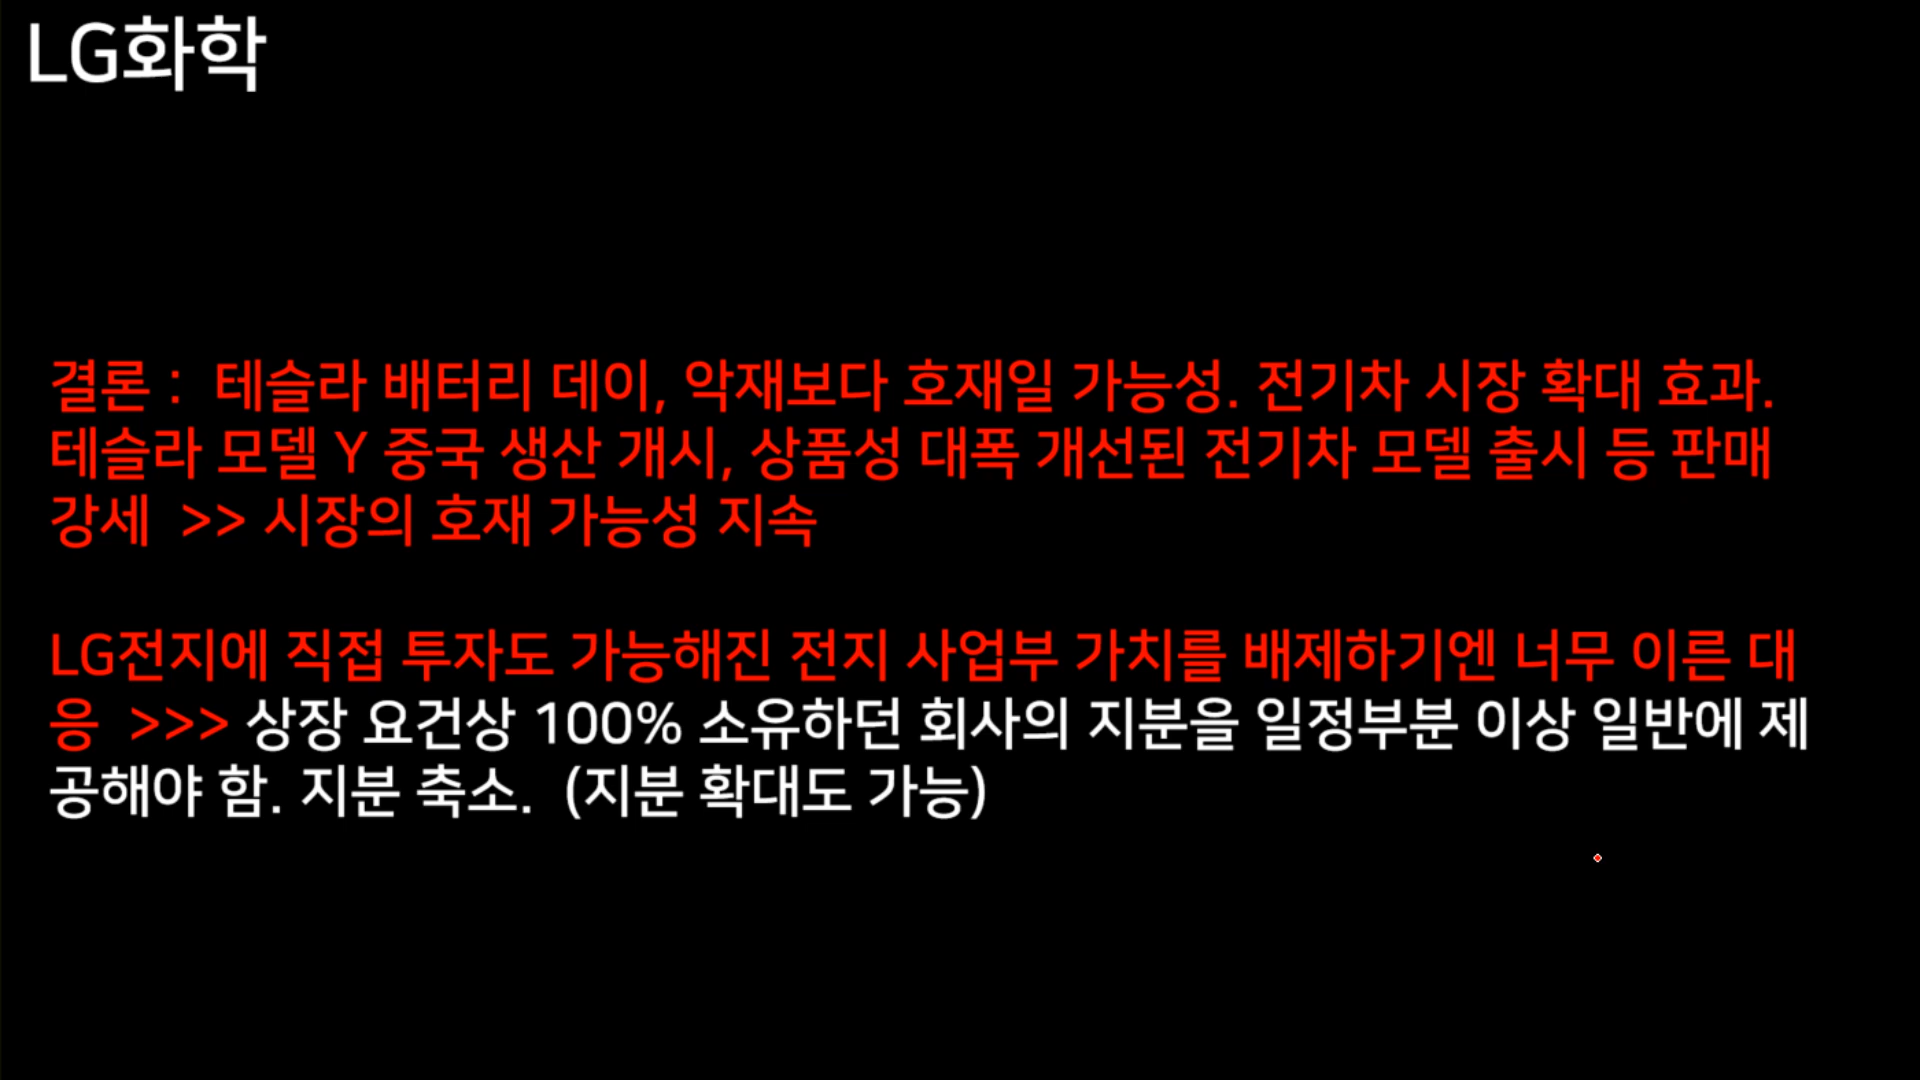 LG화학
결론 : 테슬라 배터리 데이, 악재보다 호재일 가능성. 전기차 시장 확대 효과.
테슬라 모델 Y 중국 생산 개시, 상품성 대폭 개선된 전기차 모델 출시 등 판매
강세 >> 시장의 호재 가능성 지속
LG전지에 직접 투자도 가능해진 전지 사업부 가치를 배제하기엔 너무 이른 대
응 >>> 상장 요건상 100% 소유하던 회사의 지분을 일정부분 이상 일반에 제
공해야 함. 지분 축소. (지분 확대도 가능)